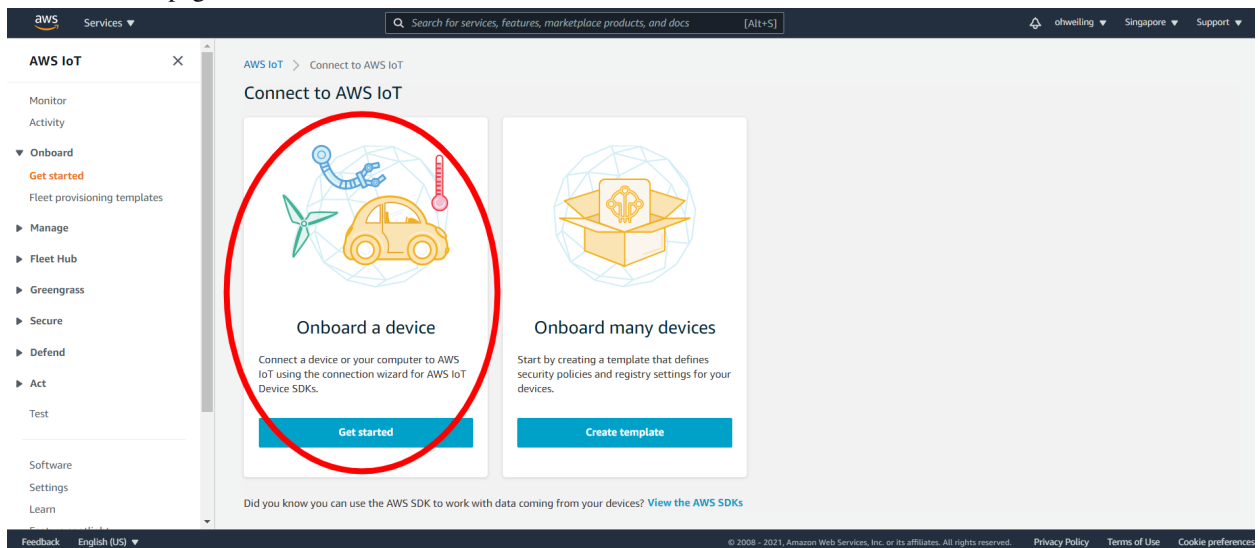 aws Services ▼ Search for services, features, marketplace products, and docs [Alt+S] ohweiling ▼ Singapore ▼ Support ▼
AWS IoT ×
Monitor
Activity
▼ Onboard
Get started
Fleet provisioning templates
▶ Manage
▶ Fleet Hub
▶ Greengrass
▶ Secure
▶ Defend
▶ Act
Test
Software
Settings
Learn
AWS IoT > Connect to AWS IoT
Connect to AWS IoT
Onboard a device
Connect a device or your computer to AWS
IoT using the connection wizard for AWS IoT
Device SDKs.
Get started
Onboard many devices
Start by creating a template that defines
security policies and registry settings for your
devices.
Create template
Did you know you can use the AWS SDK to work with data coming from your devices? View the AWS SDKs
Feedback English (US) ▼ © 2008 - 2021, Amazon Web Services, Inc. or its affiliates. All rights reserved. Privacy Policy Terms of Use Cookie preferences